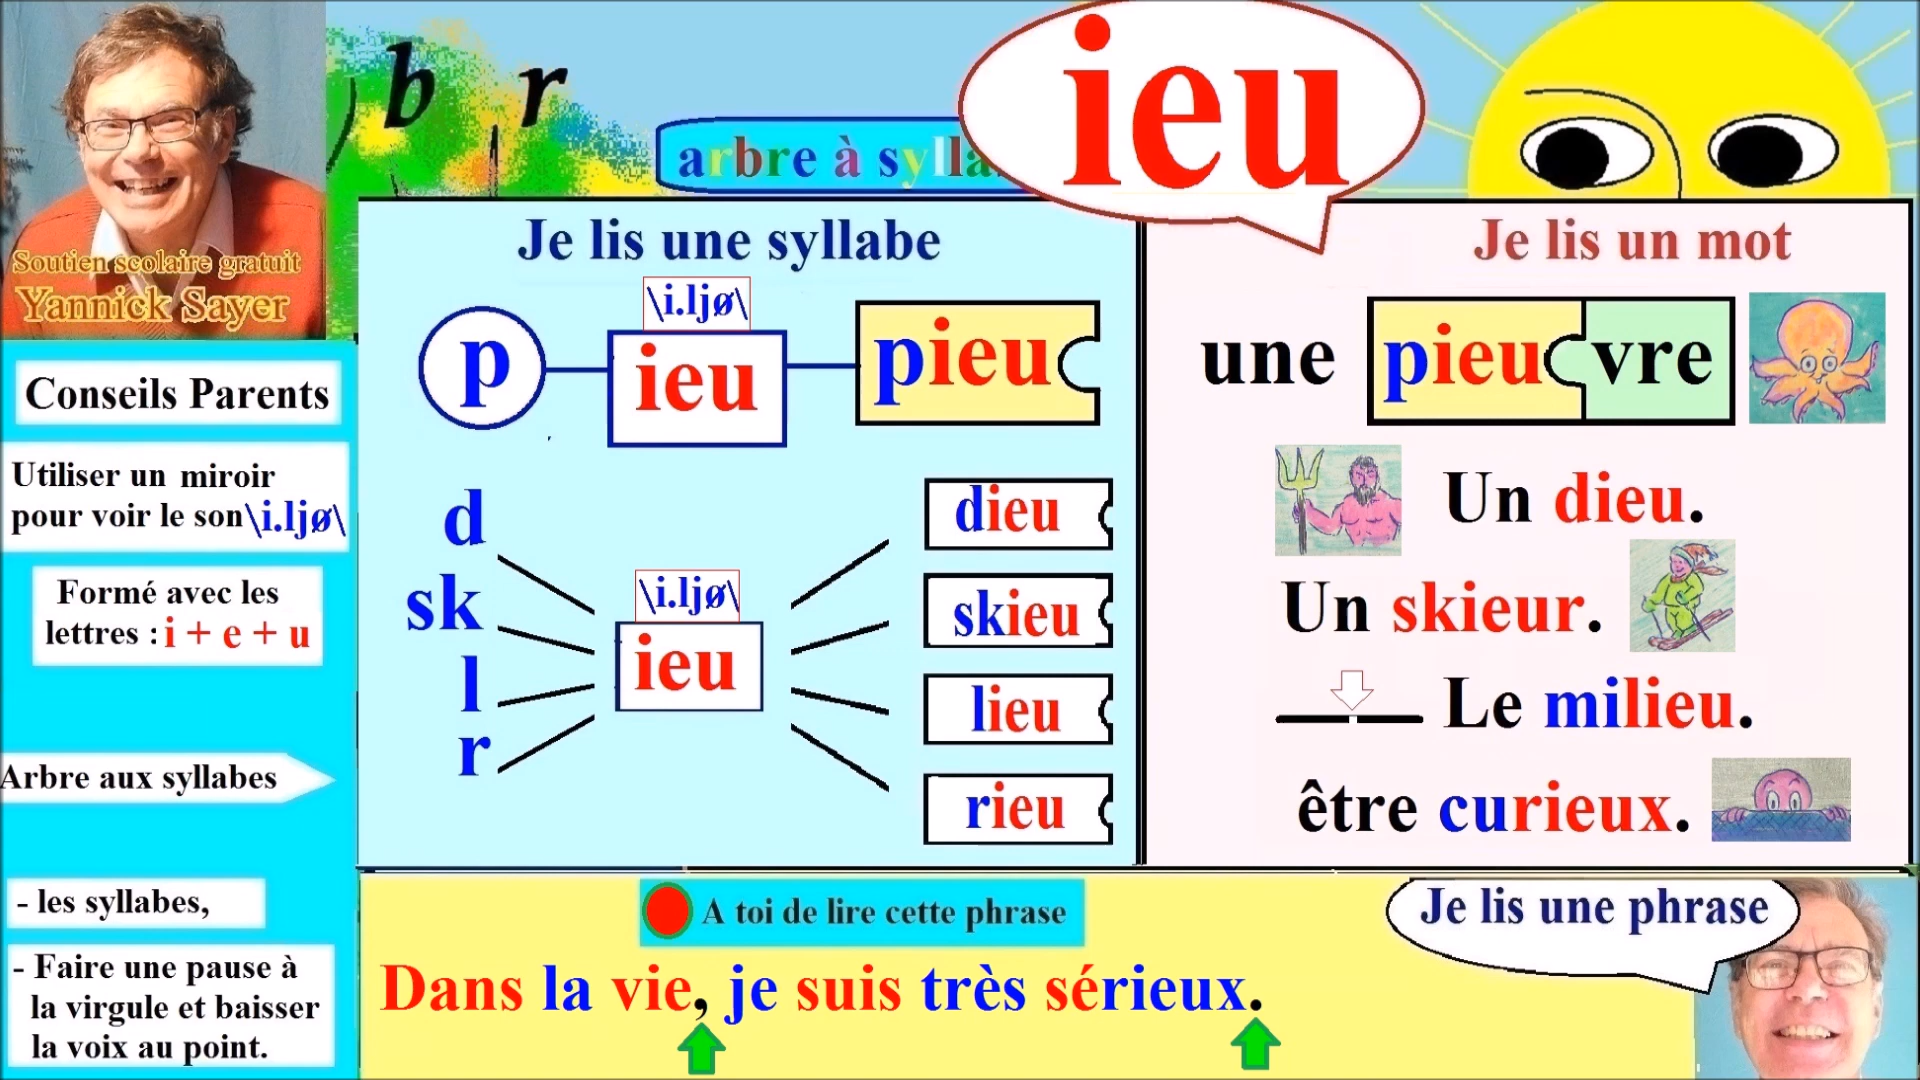 b r
arbre à sylla
ieu
Soutien scolaire gratuit
Yannick Sayer
Conseils Parents
Utiliser un miroir
pour voir le son \i.ljø\
Formé avec les
lettres : i + e + u
Arbre aux syllabes
- les syllabes,
- Faire une pause à
la virgule et baisser
la voix au point.
Je lis une syllabe
\i.ljø\
p ieu pieu
d
sk
l
r
\i.ljø\
ieu
dieu
skieu
lieu
rieu
Je lis un mot
une pieu vre
Un dieu.
Un skieur.
Le milieu.
être curieux.
A toi de lire cette phrase
Je lis une phrase
Dans la vie, je suis très sérieux.